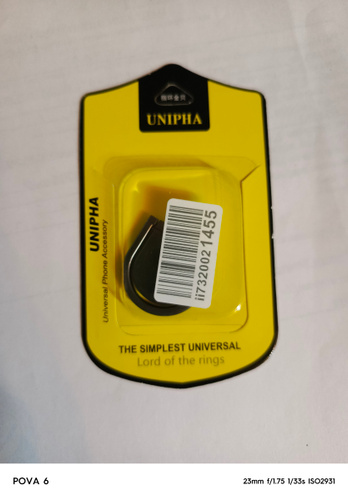 UNIPHA
UNIPHA
Universal Phone Accessory
ii7320021455
THE SIMPLEST UNIVERSAL
Lord of the rings
POVA 6
23mm f/1.75 1/33s ISO2931